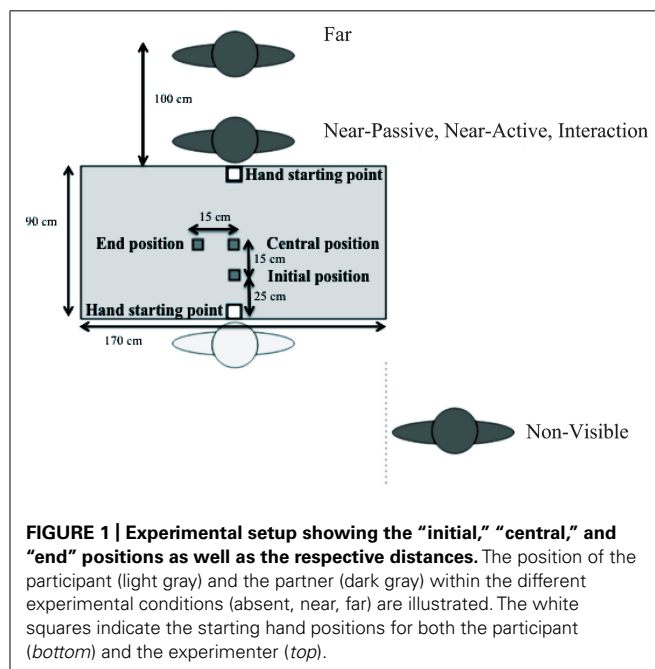 Far
100 cm
Near-Passive, Near-Active, Interaction
Hand starting point
90 cm
15 cm
End position
Central position
15 cm
Initial position
25 cm
Hand starting point
170 cm
Non-Visible
FIGURE 1 | Experimental setup showing the “initial,” “central,” and
“end” positions as well as the respective distances. The position of the
participant (light gray) and the partner (dark gray) within the different
experimental conditions (absent, near, far) are illustrated. The white
squares indicate the starting hand positions for both the participant
(bottom) and the experimenter (top).